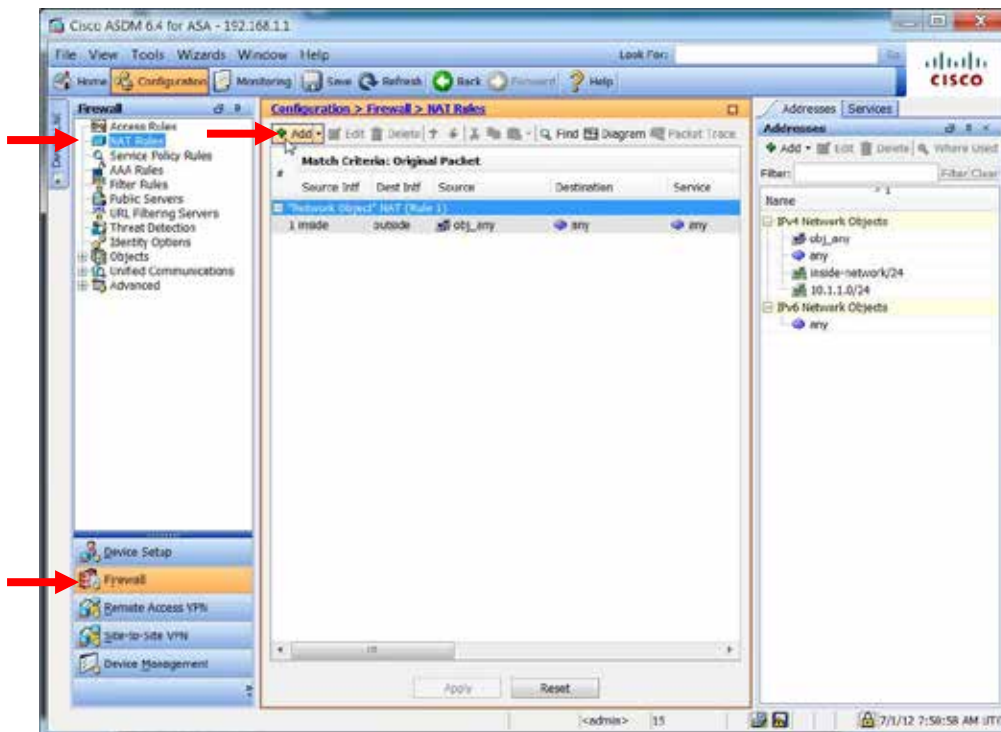 Cisco ASDM 6.4 for ASA - 192.168.1.1
File View Tools Wizards Window Help
Look For:
Go
Home Configuration Monitoring Save Refresh Back Forward Help
CISCO
Firewall
Access Rules
NAT Rules
Service Policy Rules
AAA Rules
Filter Rules
Public Servers
URL Filtering Servers
Threat Detection
Identity Options
Objects
Unified Communications
Advanced
Device Setup
Firewall
Remote Access VPN
Site-to-Site VPN
Device Management
Configuration > Firewall > NAT Rules
Add Edit Delete Find Diagram Packet Trace
#
Match Criteria: Original Packet
Source Intf Dest Intf Source Destination Service
"Network Object" NAT (Rule 1)
1 inside outside obj_any any any
Apply Reset
Addresses Services
Addresses
Add Edit Delete Where Used
Filter: Filter Clear
Name
IPv4 Network Objects
obj_any
any
inside-network/24
10.1.1.0/24
IPv6 Network Objects
any
<admin> 15
7/1/12 7:58:58 AM UTC